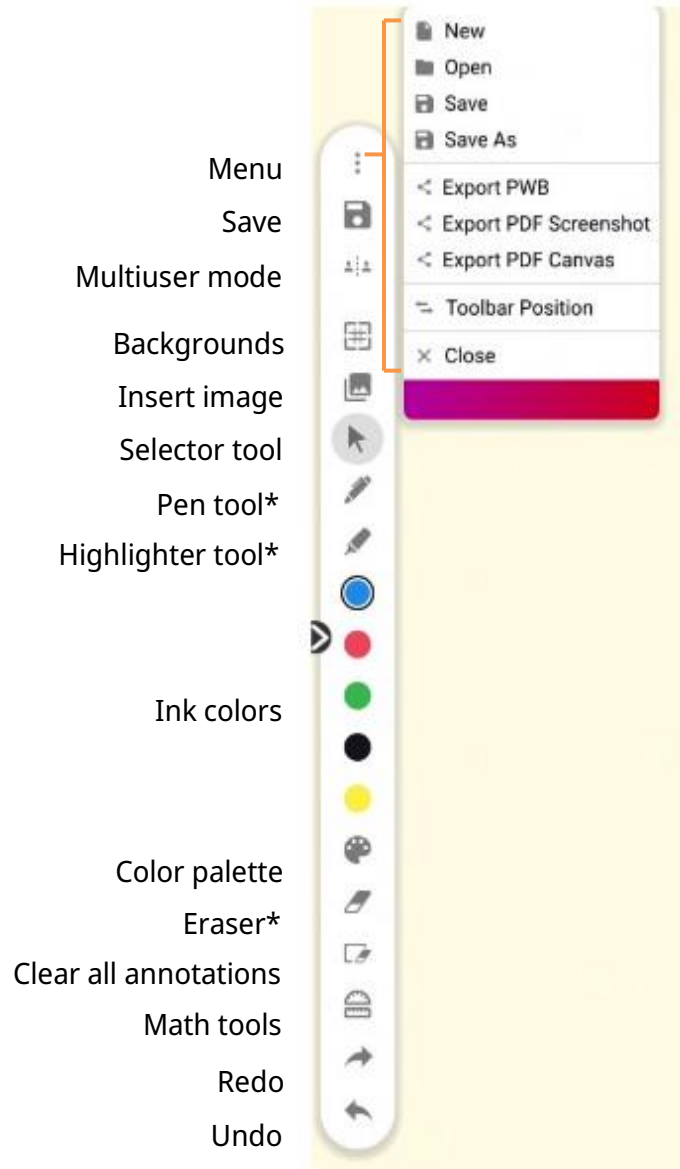 New
Open
Save
Save As
Export PWB
Export PDF Screenshot
Export PDF Canvas
Toolbar Position
Close
Menu
Save
Multiuser mode
Backgrounds
Insert image
Selector tool
Pen tool*
Highlighter tool*
Ink colors
Color palette
Eraser*
Clear all annotations
Math tools
Redo
Undo